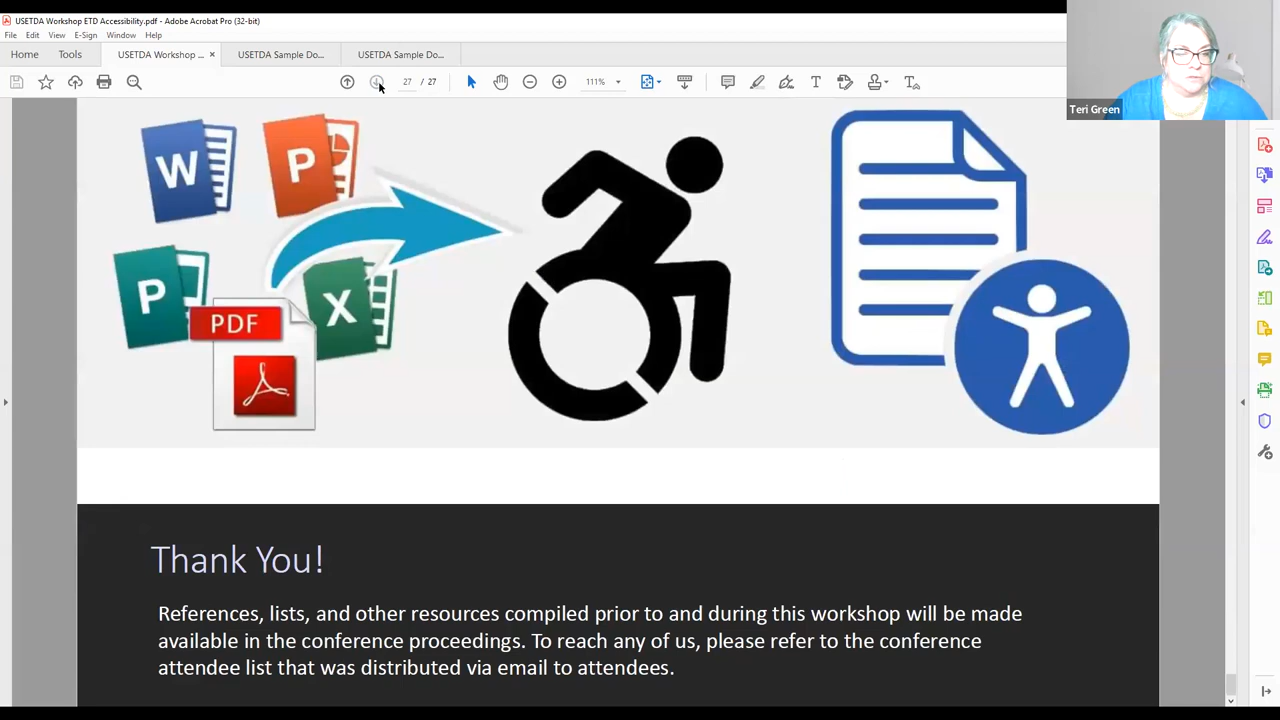 USETDA Workshop ETD Accessibility.pdf - Adobe Acrobat Pro (32-bit)
File Edit View E-Sign Window Help
Home Tools USETDA Workshop ... × USETDA Sample Do... USETDA Sample Do...
27 / 27 111%
Teri Green
W P
P X
PDF
Thank You!
References, lists, and other resources compiled prior to and during this workshop will be made
available in the conference proceedings. To reach any of us, please refer to the conference
attendee list that was distributed via email to attendees.